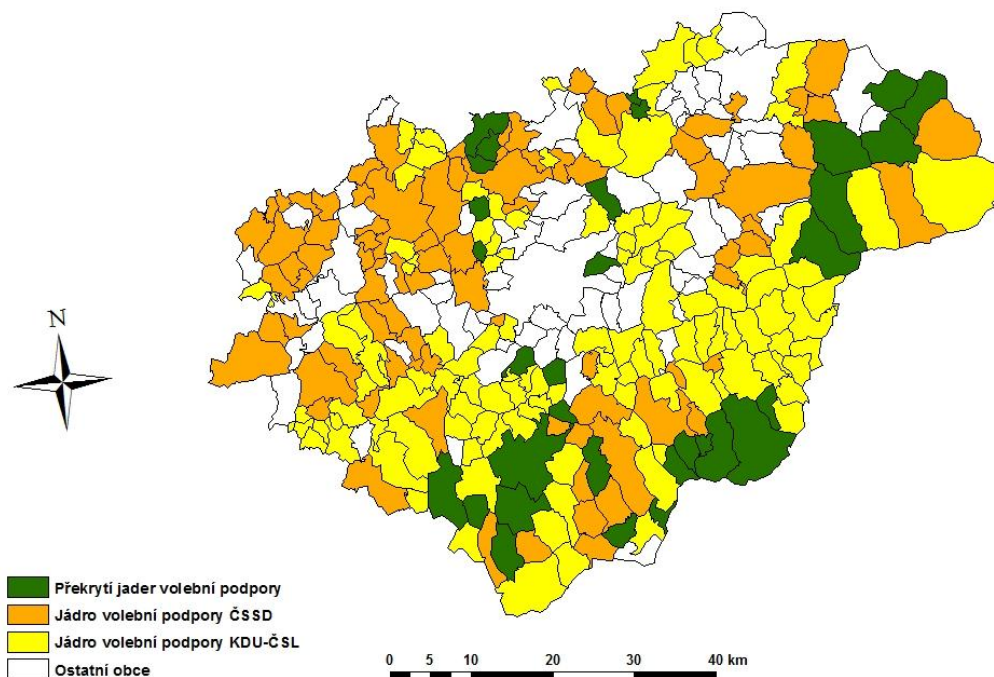 N
Překrytí jader volební podpory
Jádro volební podpory ČSSD
Jádro volební podpory KDU-ČSL
Ostatní obce
0 5 10 20 30 40 km